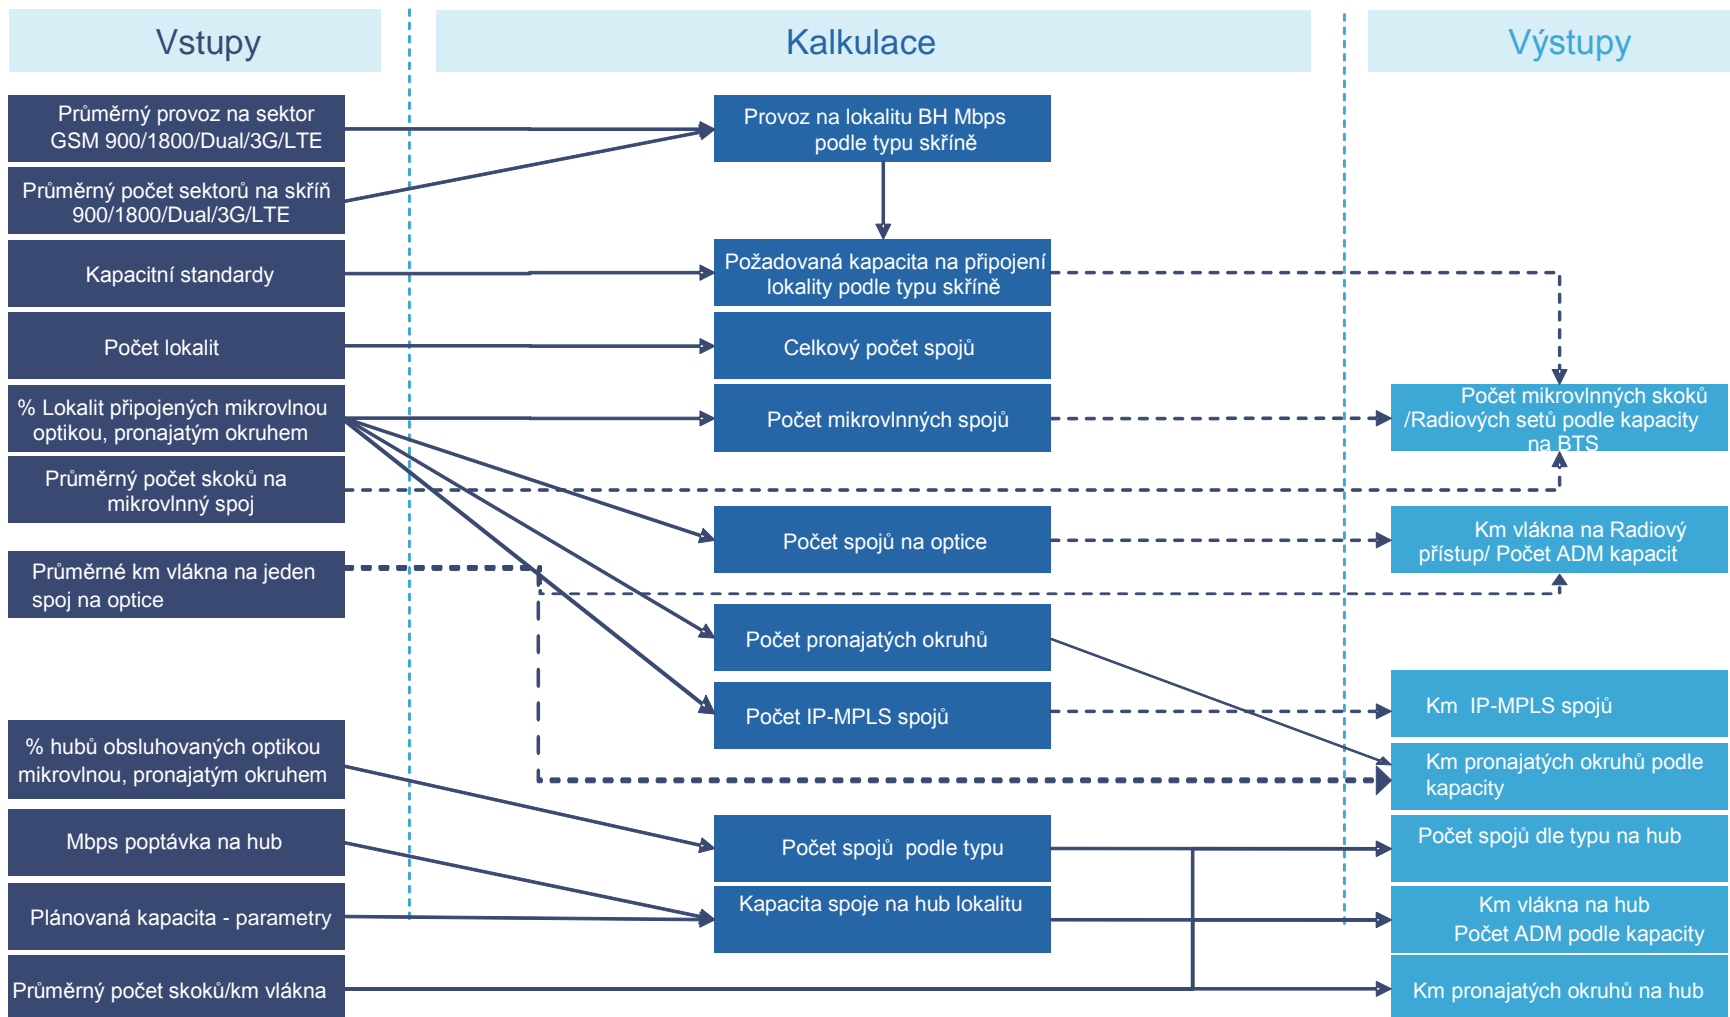 Vstupy
Kalkulace
Výstupy
Průměrný provoz na sektor
GSM 900/1800/Dual/3G/LTE
Průměrný počet sektorů na skříň
900/1800/Dual/3G/LTE
Kapacitní standardy
Počet lokalit
% Lokalit připojených mikrovlnou
optikou, pronajatým okruhem
Průměrný počet skoků na
mikrovlnný spoj
Průměrné km vlákna na jeden
spoj na optice
% hubů obsluhovaných optikou
mikrovlnou, pronajatým okruhem
Mbps poptávka na hub
Plánovaná kapacita - parametry
Průměrný počet skoků/km vlákna
Provoz na lokalitu BH Mbps
podle typu skříně
Požadovaná kapacita na připojení
lokality podle typu skříně
Celkový počet spojů
Počet mikrovlnných spojů
Počet spojů na optice
Počet pronajatých okruhů
Počet IP-MPLS spojů
Počet spojů podle typu
Kapacita spoje na hub lokalitu
Počet mikrovlnných skoků
/Radiových setů podle kapacity
na BTS
Km vlákna na Radiový
přístup/ Počet ADM kapacit
Km IP-MPLS spojů
Km pronajatých okruhů podle
kapacity
Počet spojů dle typu na hub
Km vlákna na hub
Počet ADM podle kapacity
Km pronajatých okruhů na hub